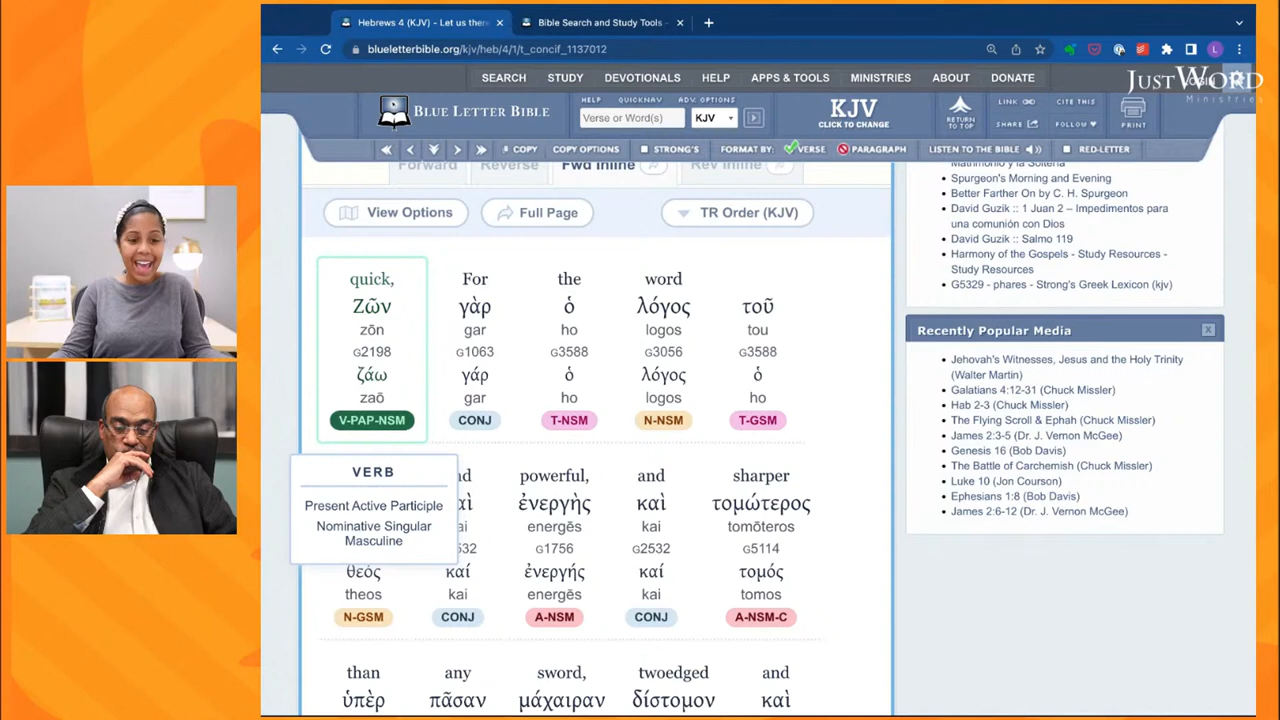 Hebrews 4 (KJV) - Let us ther
Bible Search and Study Tools -
blueletterbible.org/kjv/heb/4/1/t_concif_1137012
L
SEARCH STUDY DEVOTIONALS HELP APPS & TOOLS MINISTRIES ABOUT DONATE
JUSTWORD
Ministries
BLUE LETTER BIBLE
HELP QUICKNAV ADV. OPTIONS
Verse or Word(s) KJV
KJV
CLICK TO CHANGE
RETURN
TO TOP
LINK
SHARE
CITE THIS
FOLLOW
PRINT
COPY COPY OPTIONS STRONG'S FORMAT BY: VERSE PARAGRAPH LISTEN TO THE BIBLE RED-LETTER
Forward Reverse Fwd Inline Rev Inline
View Options Full Page TR Order (KJV)
quick, For the word
Ζῶν γὰρ ὁ λόγος τοῦ
zōn gar ho logos tou
G2198 G1063 G3588 G3056 G3588
ζάω γάρ ὁ λόγος ὁ
zaō gar ho logos ho
V-PAP-NSM CONJ T-NSM N-NSM T-GSM
VERB
Present Active Participle
Nominative Singular
Masculine
nd powerful, and sharper
αὶ ἐνεργὴς καὶ τομώτερος
ai energēs kai tomōteros
532 G1756 G2532 G5114
θεός καί ἐνεργής καί τομός
theos kai energēs kai tomos
N-GSM CONJ A-NSM CONJ A-NSM-C
than any sword, twoedged and
ὑπὲρ πᾶσαν μάχαιραν δίστομον καὶ
Matrimonio y la Soltería
Spurgeon's Morning and Evening
Better Farther On by C. H. Spurgeon
David Guzik :: 1 Juan 2 – Impedimentos para
una comunión con Dios
David Guzik :: Salmo 119
Harmony of the Gospels - Study Resources -
Study Resources
G5329 - phares - Strong's Greek Lexicon (kjv)
Recently Popular Media
Jehovah's Witnesses, Jesus and the Holy Trinity
(Walter Martin)
Galatians 4:12-31 (Chuck Missler)
Hab 2-3 (Chuck Missler)
The Flying Scroll & Ephah (Chuck Missler)
James 2:3-5 (Dr. J. Vernon McGee)
Genesis 16 (Bob Davis)
The Battle of Carchemish (Chuck Missler)
Luke 10 (Jon Courson)
Ephesians 1:8 (Bob Davis)
James 2:6-12 (Dr. J. Vernon McGee)